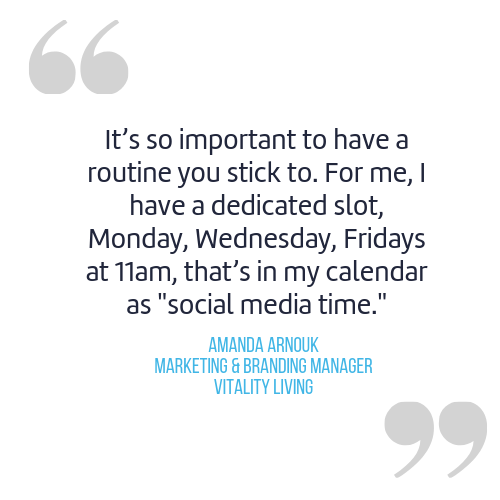 It’s so important to have a
routine you stick to. For me, I
have a dedicated slot,
Monday, Wednesday, Fridays
at 11am, that’s in my calendar
as "social media time."
AMANDA ARNOUK
MARKETING & BRANDING MANAGER
VITALITY LIVING